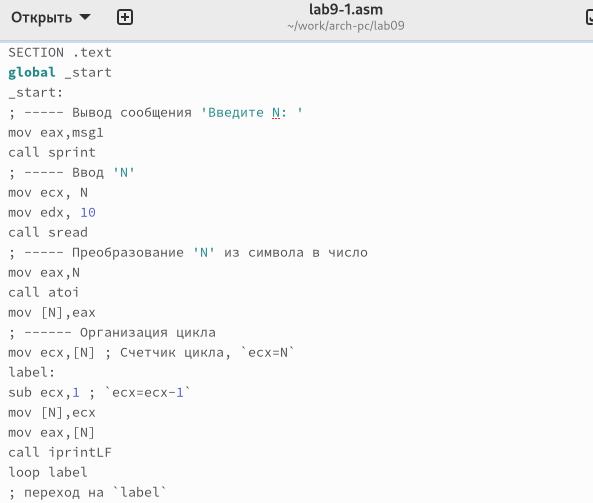 Открыть
lab9-1.asm
~/work/arch-pc/lab09
SECTION .text
global _start
_start:
; ----- Вывод сообщения 'Введите N: '
mov eax,msg1
call sprint
; ----- Ввод 'N'
mov ecx, N
mov edx, 10
call sread
; ----- Преобразование 'N' из символа в число
mov eax,N
call atoi
mov [N],eax
; ------ Организация цикла
mov ecx,[N] ; Счетчик цикла, `ecx=N`
label:
sub ecx,1 ; `ecx=ecx-1`
mov [N],ecx
mov eax,[N]
call iprintLF
loop label
; переход на `label`